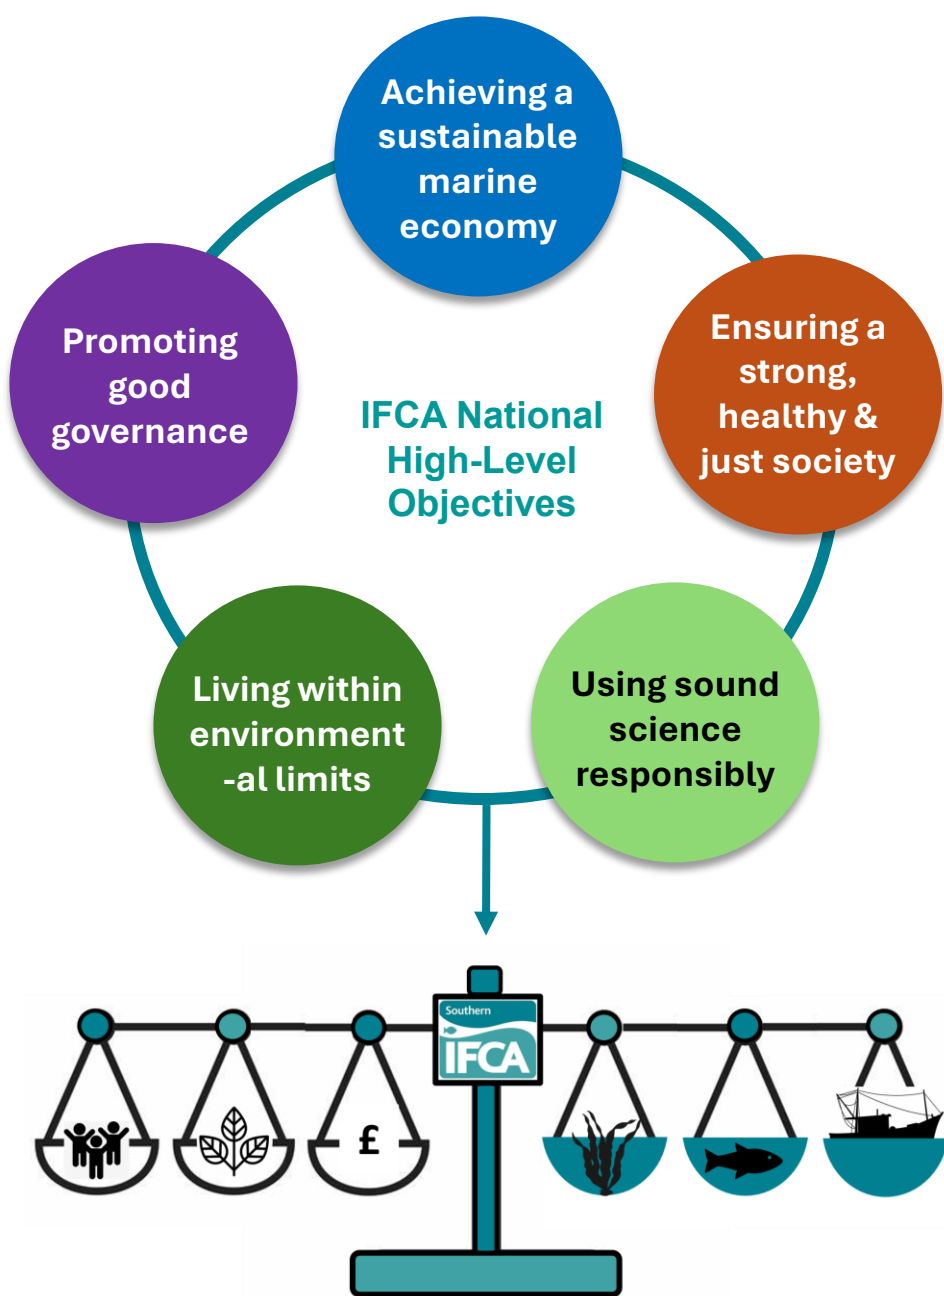 Achieving a
sustainable
marine
economy
Promoting
good
governance
Ensuring a
strong,
healthy &
just society
IFCA National
High-Level
Objectives
Living within
environment
-al limits
Using sound
science
responsibly
Southern
IFCA
£